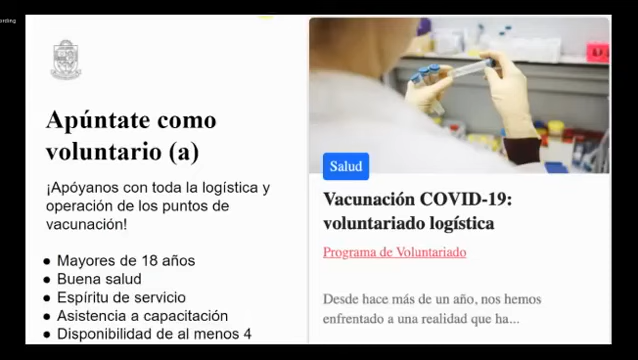 Apúntate como
voluntario (a)
¡Apóyanos con toda la logística y
operación de los puntos de
vacunación!
● Mayores de 18 años
● Buena salud
● Espíritu de servicio
● Asistencia a capacitación
● Disponibilidad de al menos 4
Salud
Vacunación COVID-19:
voluntariado logística
Programa de Voluntariado
Desde hace más de un año, nos hemos
enfrentado a una realidad que ha...